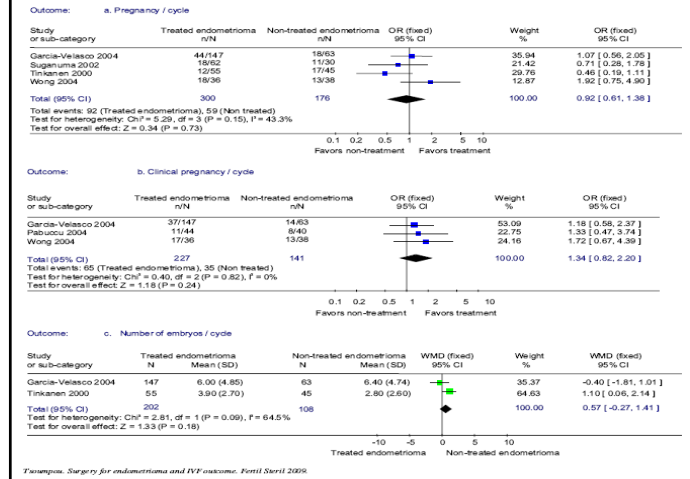 Outcome: a. Pregnancy / cycle
Study Treated endometrioma Non-treated endometrioma OR (fixed) Weight OR (fixed)
or sub-category n/N n/N 95% CI % 95% CI
Garcia-Velasco 2004 44/147 18/63 35.94 1.07 [ 0.56, 2.05 ]
Suganuma 2002 18/62 11/30 21.42 0.71 [ 0.28, 1.78 ]
Tinkanen 2000 12/55 17/45 29.76 0.46 [ 0.19, 1.11 ]
Wong 2004 18/36 13/38 12.87 1.92 [ 0.75, 4.90 ]
Total (95% CI) 300 176 100.00 0.92 [ 0.61, 1.38 ]
Total events: 92 (Treated endometrioma), 59 (Non treated)
Test for heterogeneity: Chi² = 5.29, df = 3 (P = 0.15), I² = 43.3%
Test for overall effect: Z = 0.34 (P = 0.73)
0.1 0.2 0.5 1 2 5 10
Favors non-treatment Favors treatment
Outcome: b. Clinical pregnancy / cycle
Study Treated endometrioma Non-treated endometrioma OR (fixed) Weight OR (fixed)
or sub-category n/N n/N 95% CI % 95% CI
Garcia-Velasco 2004 37/147 14/63 53.09 1.18 [ 0.58, 2.37 ]
Pabuccu 2004 11/44 8/40 22.75 1.33 [ 0.47, 3.74 ]
Wong 2004 17/36 13/38 24.16 1.72 [ 0.67, 4.39 ]
Total (95% CI) 227 141 100.00 1.34 [ 0.82, 2.20 ]
Total events: 65 (Treated endometrioma), 35 (Non treated)
Test for heterogeneity: Chi² = 0.40, df = 2 (P = 0.82), I² = 0%
Test for overall effect: Z = 1.18 (P = 0.24)
0.1 0.2 0.5 1 2 5 10
Favors non-treatment Favors treatment
Outcome: c. Number of embryos / cycle
Study Treated endometrioma Non-treated endometrioma WMD (fixed) Weight WMD (fixed)
or sub-category N Mean (SD) N Mean (SD) 95% CI % 95% CI
Garcia-Velasco 2004 147 6.00 (4.85) 63 6.40 (4.74) 35.37 -0.40 [ -1.81, 1.01 ]
Tinkanen 2000 55 3.90 (2.70) 45 2.80 (2.60) 64.63 1.10 [ 0.06, 2.14 ]
Total (95% CI) 202 108 100.00 0.57 [ -0.27, 1.41 ]
Test for heterogeneity: Chi² = 2.81, df = 1 (P = 0.09), I² = 64.5%
Test for overall effect: Z = 1.33 (P = 0.18)
-10 -5 0 5 10
Treated endometrioma Non-treated endometrioma
Tsoumpou. Surgery for endometrioma and IVF outcome. Fertil Steril 2009.